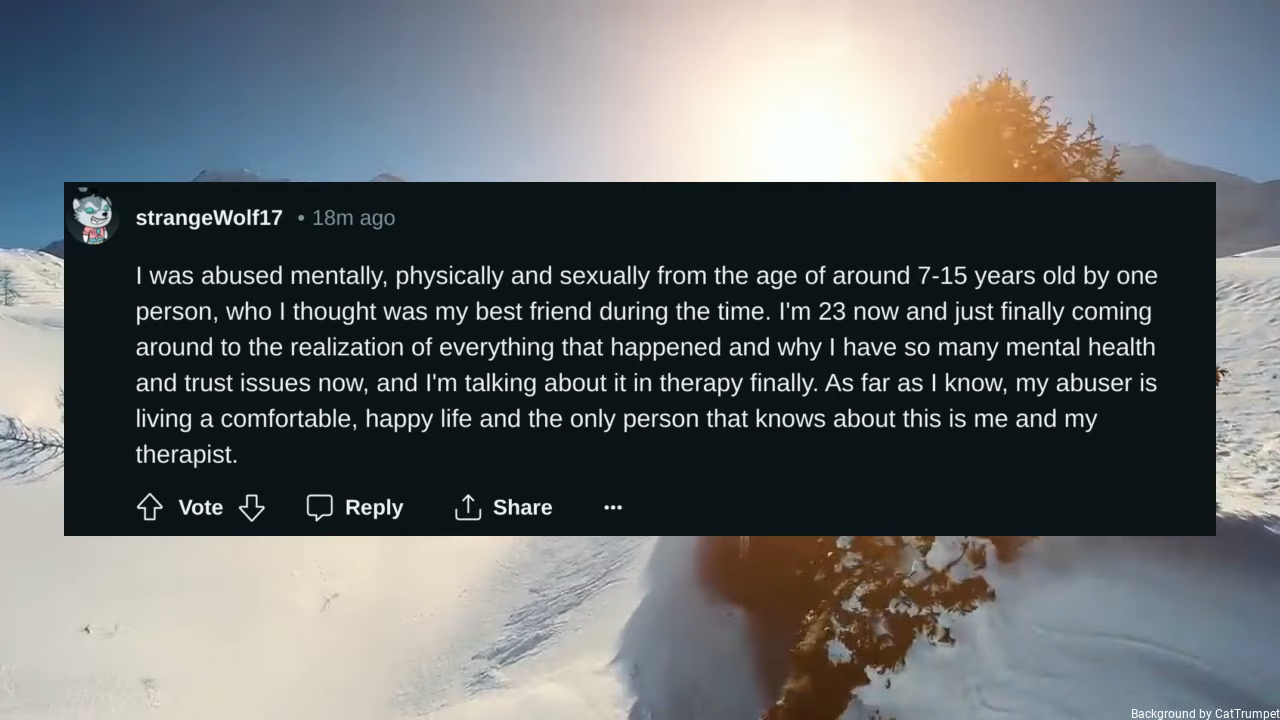 strangeWolf17 • 18m ago
I was abused mentally, physically and sexually from the age of around 7-15 years old by one
person, who I thought was my best friend during the time. I'm 23 now and just finally coming
around to the realization of everything that happened and why I have so many mental health
and trust issues now, and I'm talking about it in therapy finally. As far as I know, my abuser is
living a comfortable, happy life and the only person that knows about this is me and my
therapist.
Vote Reply Share ···
Background by CatTrumpet